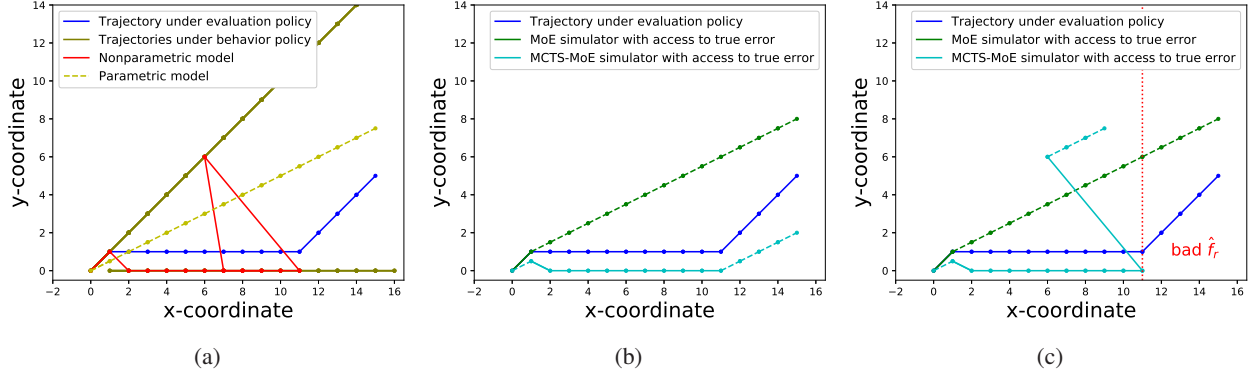 14
12
10
8
6
4
2
0
−2 0 2 4 6 8 10 12 14 16
x-coordinate
y-coordinate
Trajectory under evaluation policy
Trajectories under behavior policy
Nonparametric model
Parametric model
(a)
14
12
10
8
6
4
2
0
−2 0 2 4 6 8 10 12 14 16
x-coordinate
y-coordinate
Trajectory under evaluation policy
MoE simulator with access to true error
MCTS-MoE simulator with access to true error
(b)
14
12
10
8
6
4
2
0
−2 0 2 4 6 8 10 12 14 16
x-coordinate
y-coordinate
Trajectory under evaluation policy
MoE simulator with access to true error
MCTS-MoE simulator with access to true error
bad f̂_r
(c)